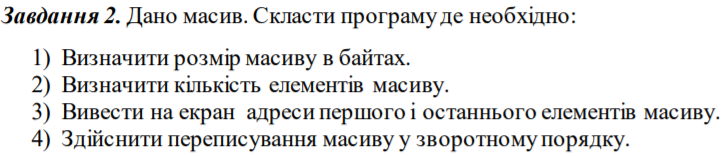 Завдання 2. Дано масив. Скласти програму де необхідно:
1) Визначити розмір масиву в байтах.
2) Визначити кількість елементів масиву.
3) Вивести на екран адреси першого і останнього елементів масиву.
4) Здійснити переписування масиву у зворотному порядку.